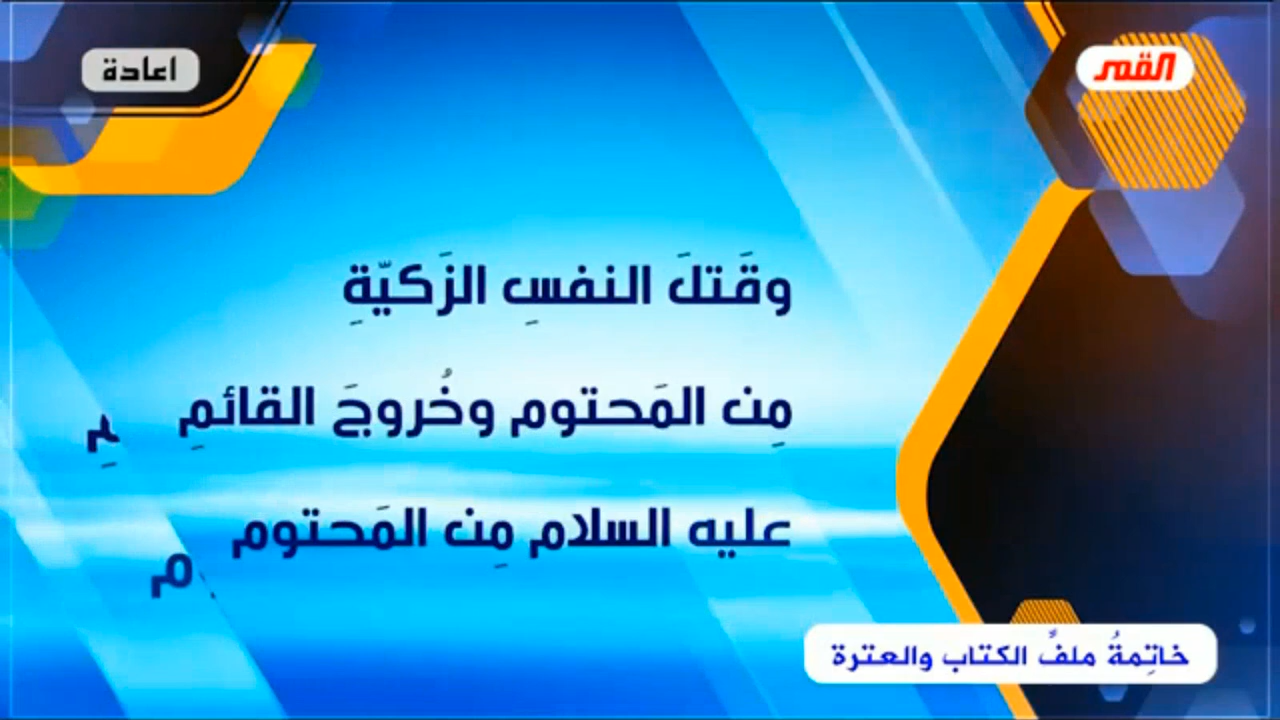 القمر
اعادة
وقَتلَ النفسِ الزَكيّةِ
مِن المَحتوم وخُروجَ القائمِ
عليه السلام مِن المَحتوم
خاتِمةُ ملفِّ الكتاب والعترة